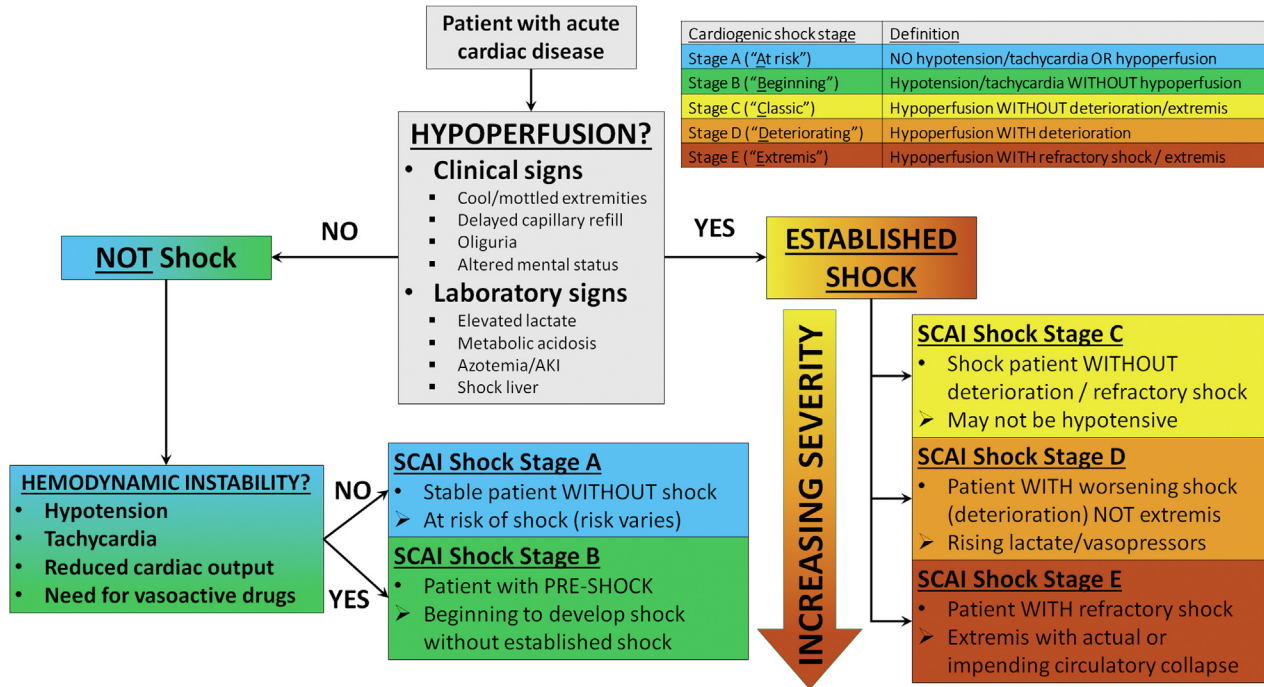 Patient with acute
cardiac disease
Cardiogenic shock stage
Definition
Stage A ("At risk")
NO hypotension/tachycardia OR hypoperfusion
Stage B ("Beginning")
Hypotension/tachycardia WITHOUT hypoperfusion
Stage C ("Classic")
Hypoperfusion WITHOUT deterioration/extremis
Stage D ("Deteriorating")
Hypoperfusion WITH deterioration
Stage E ("Extremis")
Hypoperfusion WITH refractory shock / extremis
HYPOPERFUSION?
• Clinical signs
▪ Cool/mottled extremities
▪ Delayed capillary refill
▪ Oliguria
▪ Altered mental status
• Laboratory signs
▪ Elevated lactate
▪ Metabolic acidosis
▪ Azotemia/AKI
▪ Shock liver
NO
YES
NOT Shock
ESTABLISHED
SHOCK
HEMODYNAMIC INSTABILITY?
• Hypotension
• Tachycardia
• Reduced cardiac output
• Need for vasoactive drugs
NO
YES
SCAI Shock Stage A
• Stable patient WITHOUT shock
➢ At risk of shock (risk varies)
SCAI Shock Stage B
• Patient with PRE-SHOCK
➢ Beginning to develop shock
without established shock
INCREASING SEVERITY
SCAI Shock Stage C
• Shock patient WITHOUT
deterioration / refractory shock
➢ May not be hypotensive
SCAI Shock Stage D
• Patient WITH worsening shock
(deterioration) NOT extremis
➢ Rising lactate/vasopressors
SCAI Shock Stage E
• Patient WITH refractory shock
➢ Extremis with actual or
impending circulatory collapse